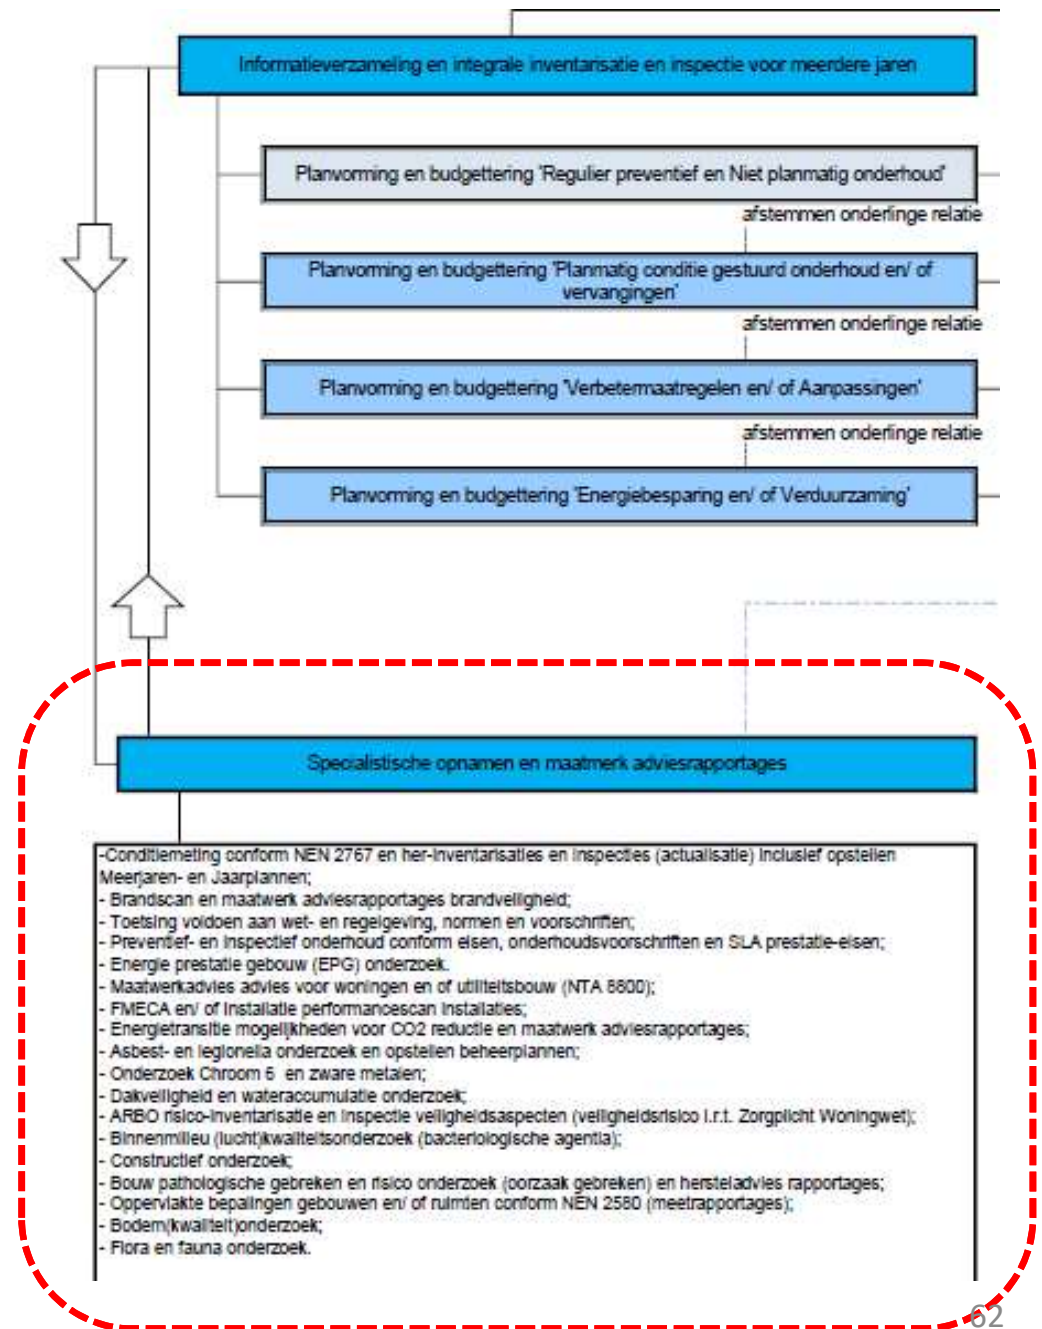 Informatieverzameling en integrale inventarisatie en inspectie voor meerdere jaren
Planvorming en budgettering 'Regulier preventief en Niet planmatig onderhoud'
afstemmen onderlinge relatie
Planvorming en budgettering 'Planmatig conditie gestuurd onderhoud en/ of
vervangingen'
afstemmen onderlinge relatie
Planvorming en budgettering 'Verbetermaatregelen en/ of Aanpassingen'
afstemmen onderlinge relatie
Planvorming en budgettering 'Energiebesparing en/ of Verduurzaming'
Specialistische opnamen en maatmerk adviesrapportages
-Conditiemeting conform NEN 2767 en her-inventarisaties en inspecties (actualisatie) inclusief opstellen
Meerjaren- en Jaarplannen;
- Brandscan en maatwerk adviesrapportages brandveiligheid;
- Toetsing voldoen aan wet- en regelgeving, normen en voorschriften;
- Preventief- en inspectief onderhoud conform eisen, onderhoudsvoorschriften en SLA prestatie-eisen;
- Energie prestatie gebouw (EPG) onderzoek.
- Maatwerkadvies advies voor woningen en of utiliteitsbouw (NTA 8800);
- FMECA en/ of installatie performancescan installaties;
- Energietransitie mogelijkheden voor CO2 reductie en maatwerk adviesrapportages;
- Asbest- en legionella onderzoek en opstellen beheerplannen;
- Onderzoek Chroom 6 en zware metalen;
- Dakveiligheid en wateraccumulatie onderzoek;
- ARBO risico-inventarisatie en inspectie veiligheidsaspecten (veiligheidsrisico i.r.t. Zorgplicht Woningwet);
- Binnenmilieu (lucht)kwaliteitsonderzoek (bacteriologische agentia);
- Constructief onderzoek;
- Bouw pathologische gebreken en risico onderzoek (oorzaak gebreken) en hersteladvies rapportages;
- Oppervlakte bepalingen gebouwen en/ of ruimten conform NEN 2580 (meetrapportages);
- Bodem(kwaliteit)onderzoek;
- Flora en fauna onderzoek.
62